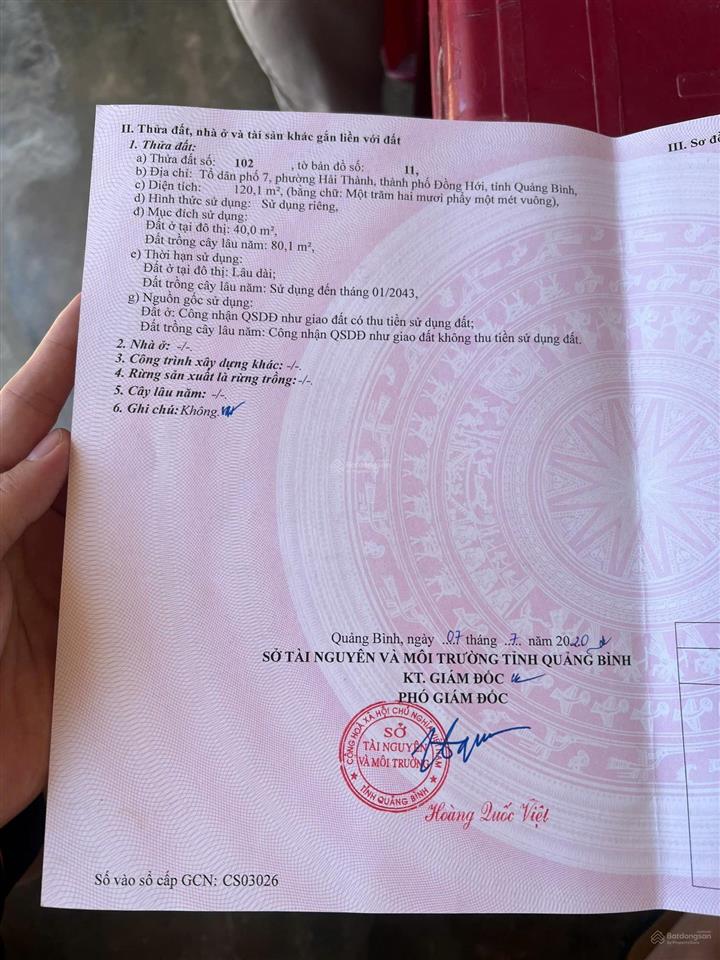 II. Thửa đất, nhà ở và tài sản khác gắn liền với đất
1. Thửa đất:
a) Thửa đất số: 102 , tờ bản đồ số: 11,
b) Địa chỉ: Tổ dân phố 7, phường Hải Thành, thành phố Đồng Hới, tỉnh Quảng Bình,
c) Diện tích: 120,1 m², (bằng chữ: Một trăm hai mươi phẩy một mét vuông),
d) Hình thức sử dụng: Sử dụng riêng,
đ) Mục đích sử dụng:
Đất ở tại đô thị: 40,0 m²,
Đất trồng cây lâu năm: 80,1 m²,
e) Thời hạn sử dụng:
Đất ở tại đô thị: Lâu dài;
Đất trồng cây lâu năm: Sử dụng đến tháng 01/2043,
g) Nguồn gốc sử dụng:
Đất ở: Công nhận QSDĐ như giao đất có thu tiền sử dụng đất;
Đất trồng cây lâu năm: Công nhận QSDĐ như giao đất không thu tiền sử dụng đất.
2. Nhà ở: -/-.
3. Công trình xây dựng khác: -/-.
4. Rừng sản xuất là rừng trồng: -/-.
5. Cây lâu năm: -/-.
6. Ghi chú: Không.
III. Sơ đồ
Quảng Bình, ngày ..07 tháng ..7.. năm 2020
SỞ TÀI NGUYÊN VÀ MÔI TRƯỜNG TỈNH QUẢNG BÌNH
KT. GIÁM ĐỐC
PHÓ GIÁM ĐỐC
CỘNG HOÀ XÃ HỘI CHỦ NGHĨA VIỆT NAM
SỞ
TÀI NGUYÊN
VÀ MÔI TRƯỜNG
TỈNH QUẢNG BÌNH
Hoàng Quốc Việt
Số vào sổ cấp GCN: CS03026
Batdongsan
by PropertyGuru